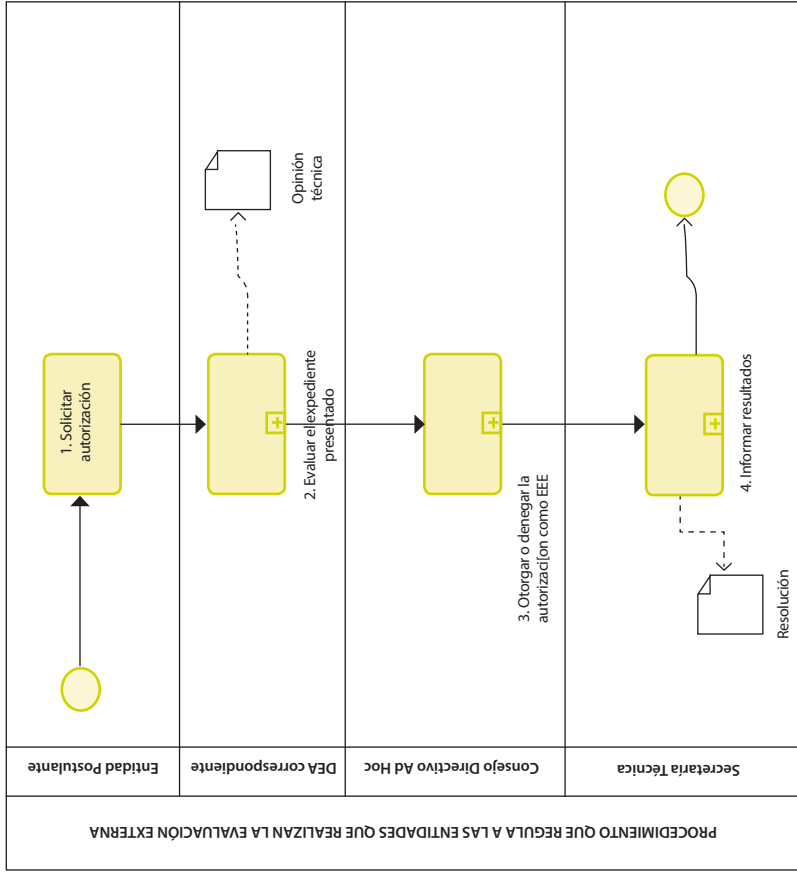 PROCEDIMIENTO QUE REGULA A LAS ENTIDADES QUE REALIZAN LA EVALUACIÓN EXTERNA
Entidad Postulante
1. Solicitar
autorización
DEA correspondiente
2. Evaluar el expediente
presentado
Opinión
técnica
Consejo Directivo Ad Hoc
3. Otorgar o denegar la
autorizaci[on como EEE
Secretaría Técnica
Resolución
4. Informar resultados